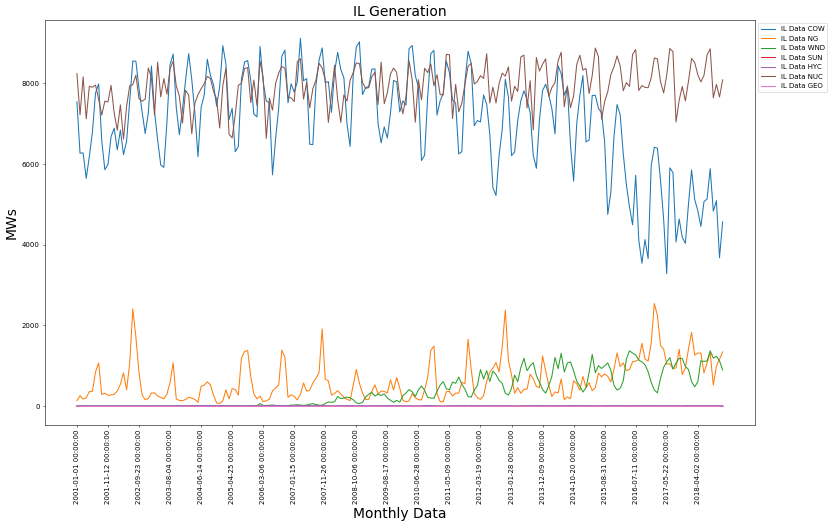 IL Generation
IL Data COW
IL Data NG
IL Data WND
IL Data SUN
IL Data HYC
IL Data NUC
IL Data GEO
MWs
8000
6000
4000
2000
0
2001-01-01 00:00:00
2001-11-12 00:00:00
2002-09-23 00:00:00
2003-08-04 00:00:00
2004-06-14 00:00:00
2005-04-25 00:00:00
2006-03-06 00:00:00
2007-01-15 00:00:00
2007-11-26 00:00:00
2008-10-06 00:00:00
2009-08-17 00:00:00
2010-06-28 00:00:00
2011-05-09 00:00:00
2012-03-19 00:00:00
2013-01-28 00:00:00
2013-12-09 00:00:00
2014-10-20 00:00:00
2015-08-31 00:00:00
2016-07-11 00:00:00
2017-05-22 00:00:00
2018-04-02 00:00:00
Monthly Data